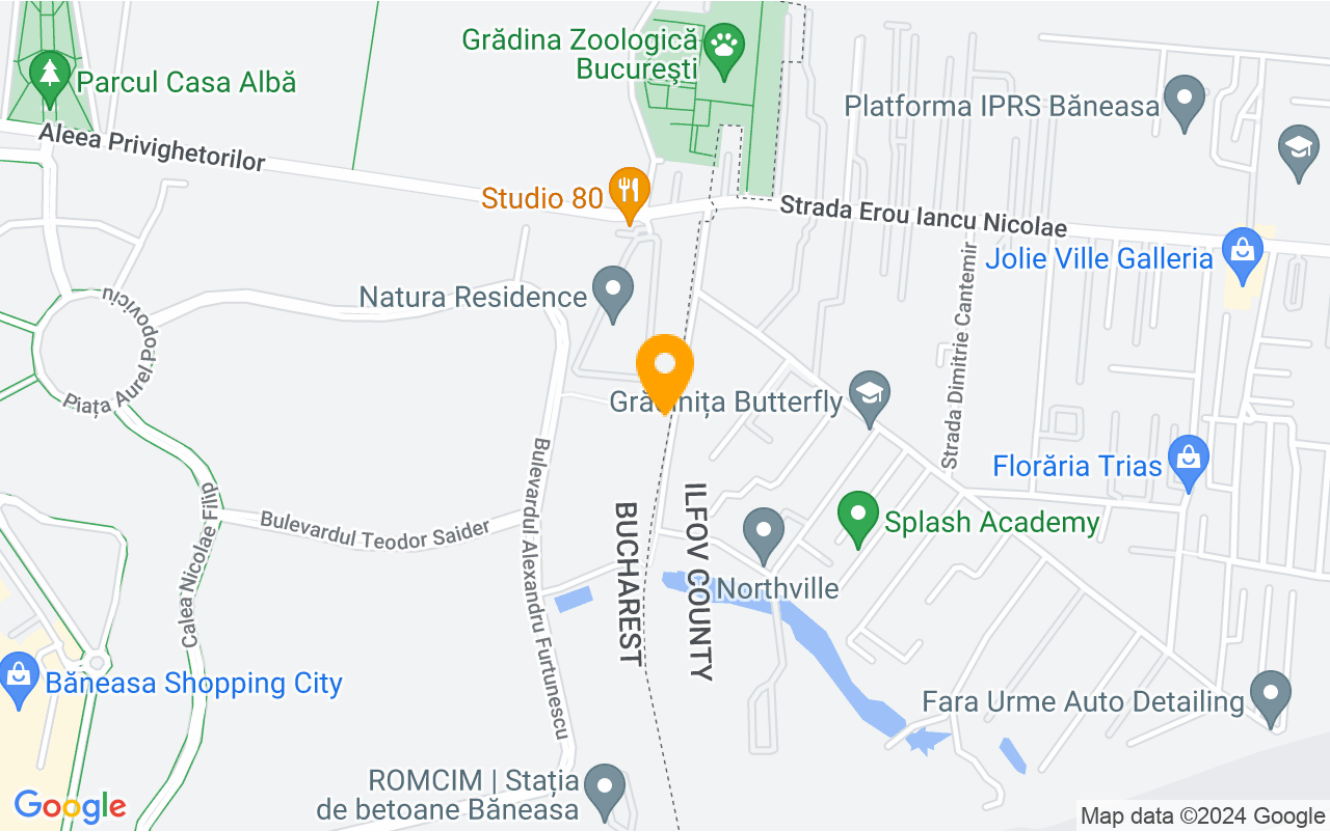 Grădina Zoologică
București
Parcul Casa Albă
Platforma IPRS Băneasa
Aleea Privighetorilor
Studio 80
Strada Erou Iancu Nicolae
Jolie Ville Galleria
Natura Residence
Strada Dimitrie Cantemir
Piața Aurel Popoviciu
Grădinița Butterfly
Florăria Trias
Bulevardul Alexandru Furtunescu
Calea Nicolae Filip
Bulevardul Teodor Saider
BUCHAREST
ILFOV COUNTY
Splash Academy
Northville
Băneasa Shopping City
Fara Urme Auto Detailing
ROMCIM | Stația
de betoane Băneasa
Google
Map data ©2024 Google